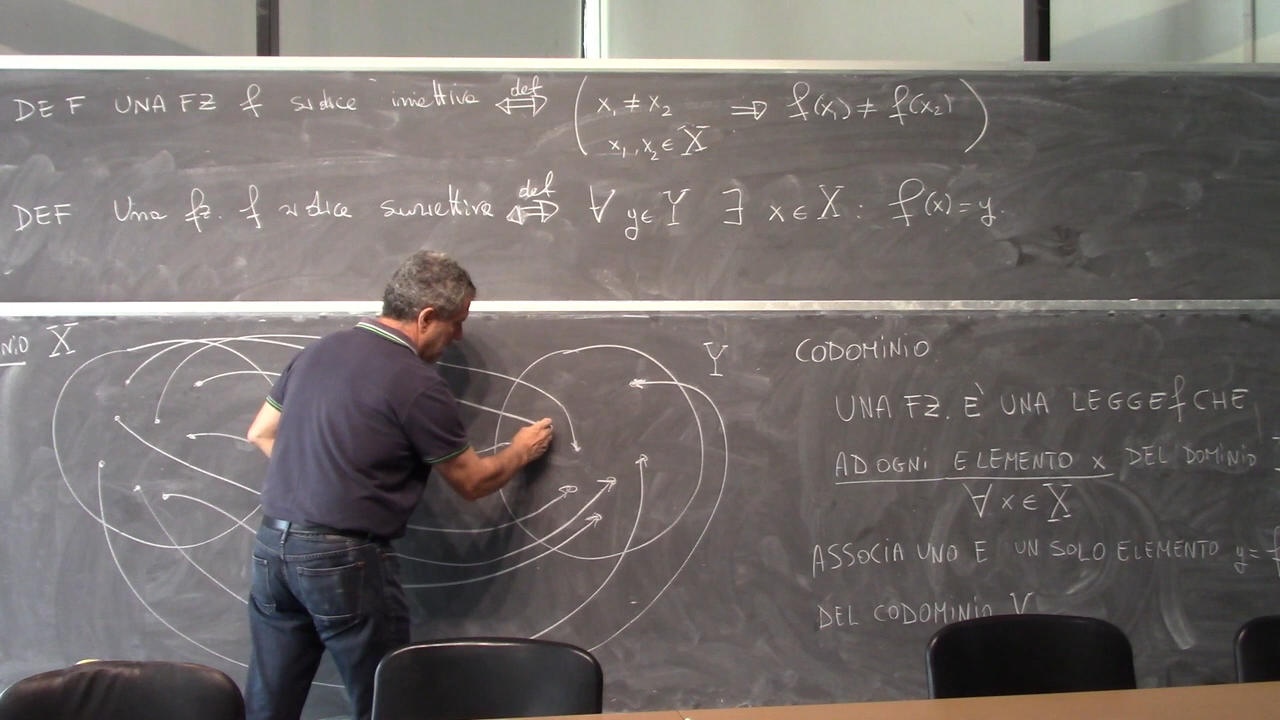 DEF UNA FZ f si dice iniettiva ⟺ def ( x₁ ≠ x₂ ⇒ f(x₁) ≠ f(x₂) )
x₁, x₂ ∈ X
DEF Una fz. f si dice suriettiva ⟺ def ∀ y ∈ Y ∃ x ∈ X : f(x) = y.
NIO X
Y CODOMINIO
UNA FZ. È UNA LEGGE f CHE
AD OGNI ELEMENTO x DEL DOMINIO
∀ x ∈ X
ASSOCIA UNO E UN SOLO ELEMENTO y =
DEL CODOMINIO Y